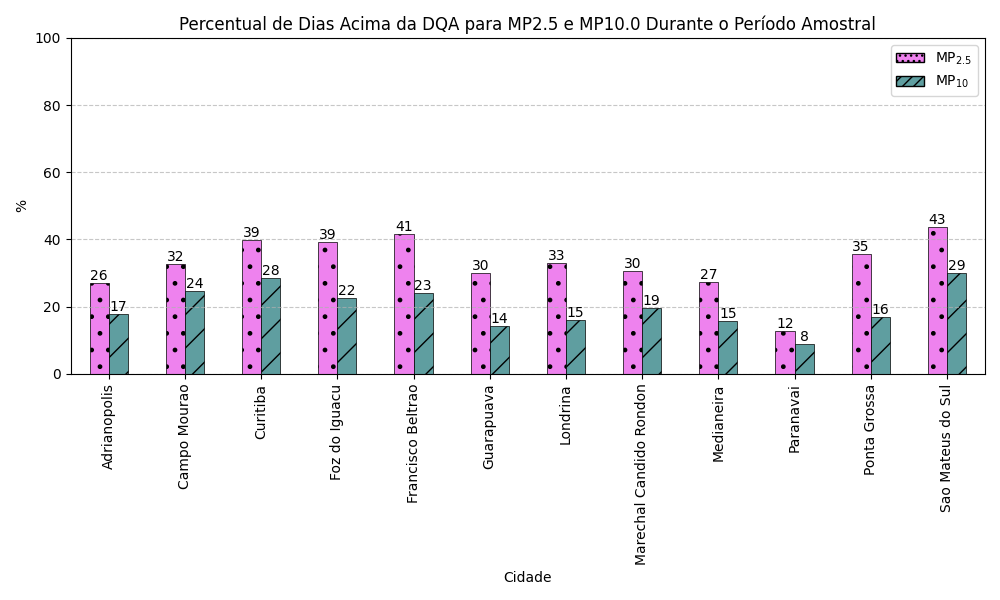 Percentual de Dias Acima da DQA para MP2.5 e MP10.0 Durante o Período Amostral
100
80
60
40
20
0
%
MP2.5
MP10
26
17
32
24
39
28
39
22
41
23
30
14
33
15
30
19
27
15
12
8
35
16
43
29
Adrianopolis
Campo Mourao
Curitiba
Foz do Iguacu
Francisco Beltrao
Guarapuava
Londrina
Marechal Candido Rondon
Medianeira
Paranavai
Ponta Grossa
Sao Mateus do Sul
Cidade